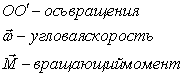 OO′ – осьвращения
ω⃗ – угловаяскорость
M⃗ – вращающиймомент